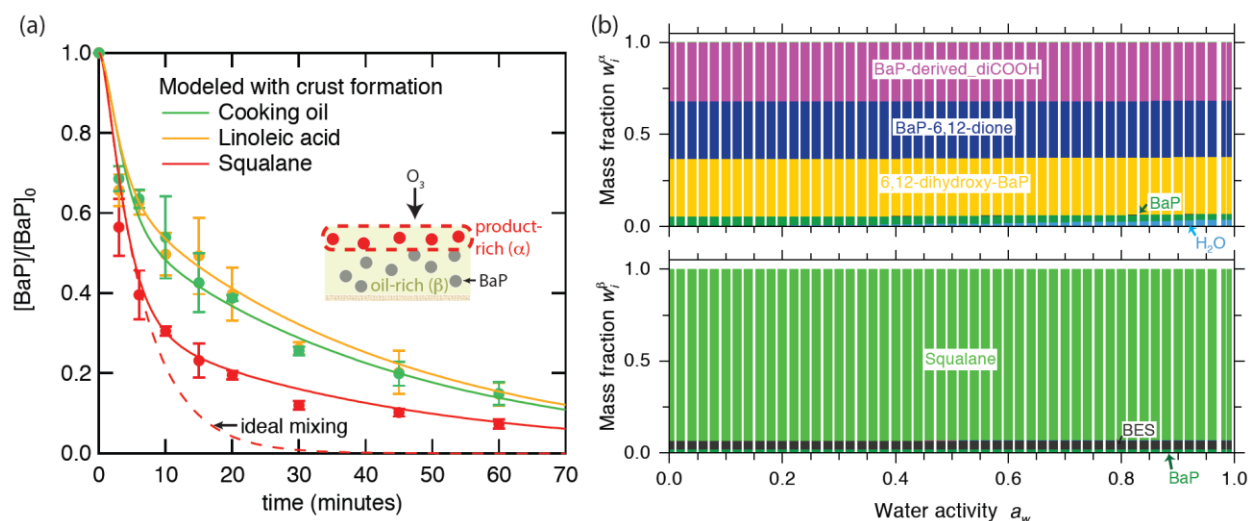 (a)
1.0
0.8
0.6
0.4
0.2
0.0
[BaP]/[BaP]₀
Modeled with crust formation
Cooking oil
Linoleic acid
Squalane
O₃
product-
rich (α)
oil-rich (β)
BaP
ideal mixing
0 10 20 30 40 50 60 70
time (minutes)
(b)
1.0
0.5
0.0
Mass fraction wᵢᵅ
BaP-derived_diCOOH
BaP-6,12-dione
6,12-dihydroxy-BaP
BaP
H₂O
1.0
0.5
0.0
Mass fraction wᵢᵝ
Squalane
BES
BaP
0.0 0.2 0.4 0.6 0.8 1.0
Water activity a_w